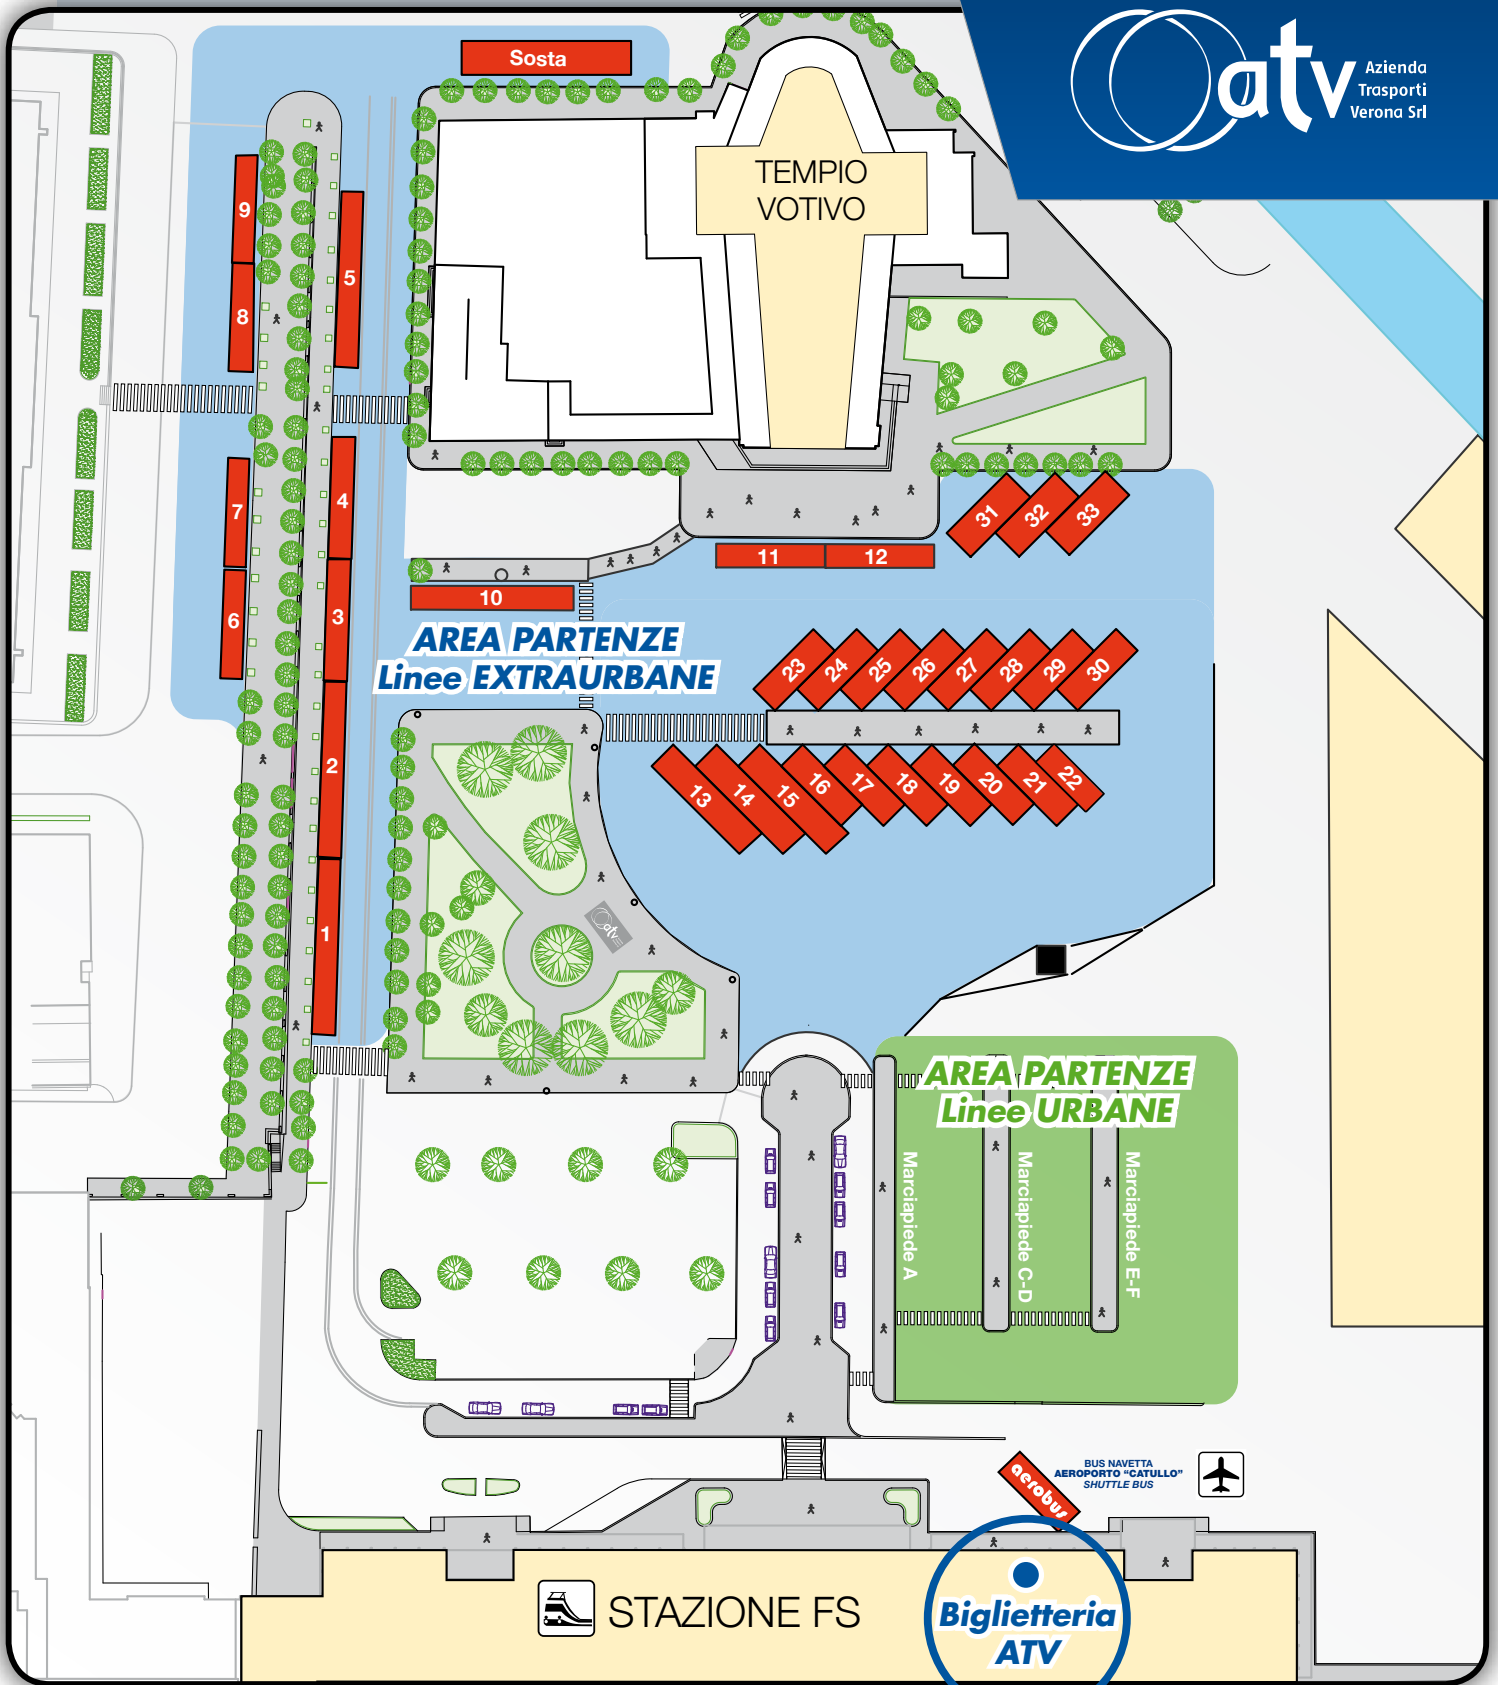 atv
Azienda
Trasporti
Verona Srl
Sosta
TEMPIO
VOTIVO
9
8
5
7
6
4
3
2
1
31
32
33
11
12
10
AREA PARTENZE
Linee EXTRAURBANE
23
24
25
26
27
28
29
30
13
14
15
16
17
18
19
20
21
22
atv
AREA PARTENZE
Linee URBANE
Marciapiede A
Marciapiede C-D
Marciapiede E-F
aerobus
BUS NAVETTA
AEROPORTO “CATULLO”
SHUTTLE BUS
STAZIONE FS
Biglietteria
ATV